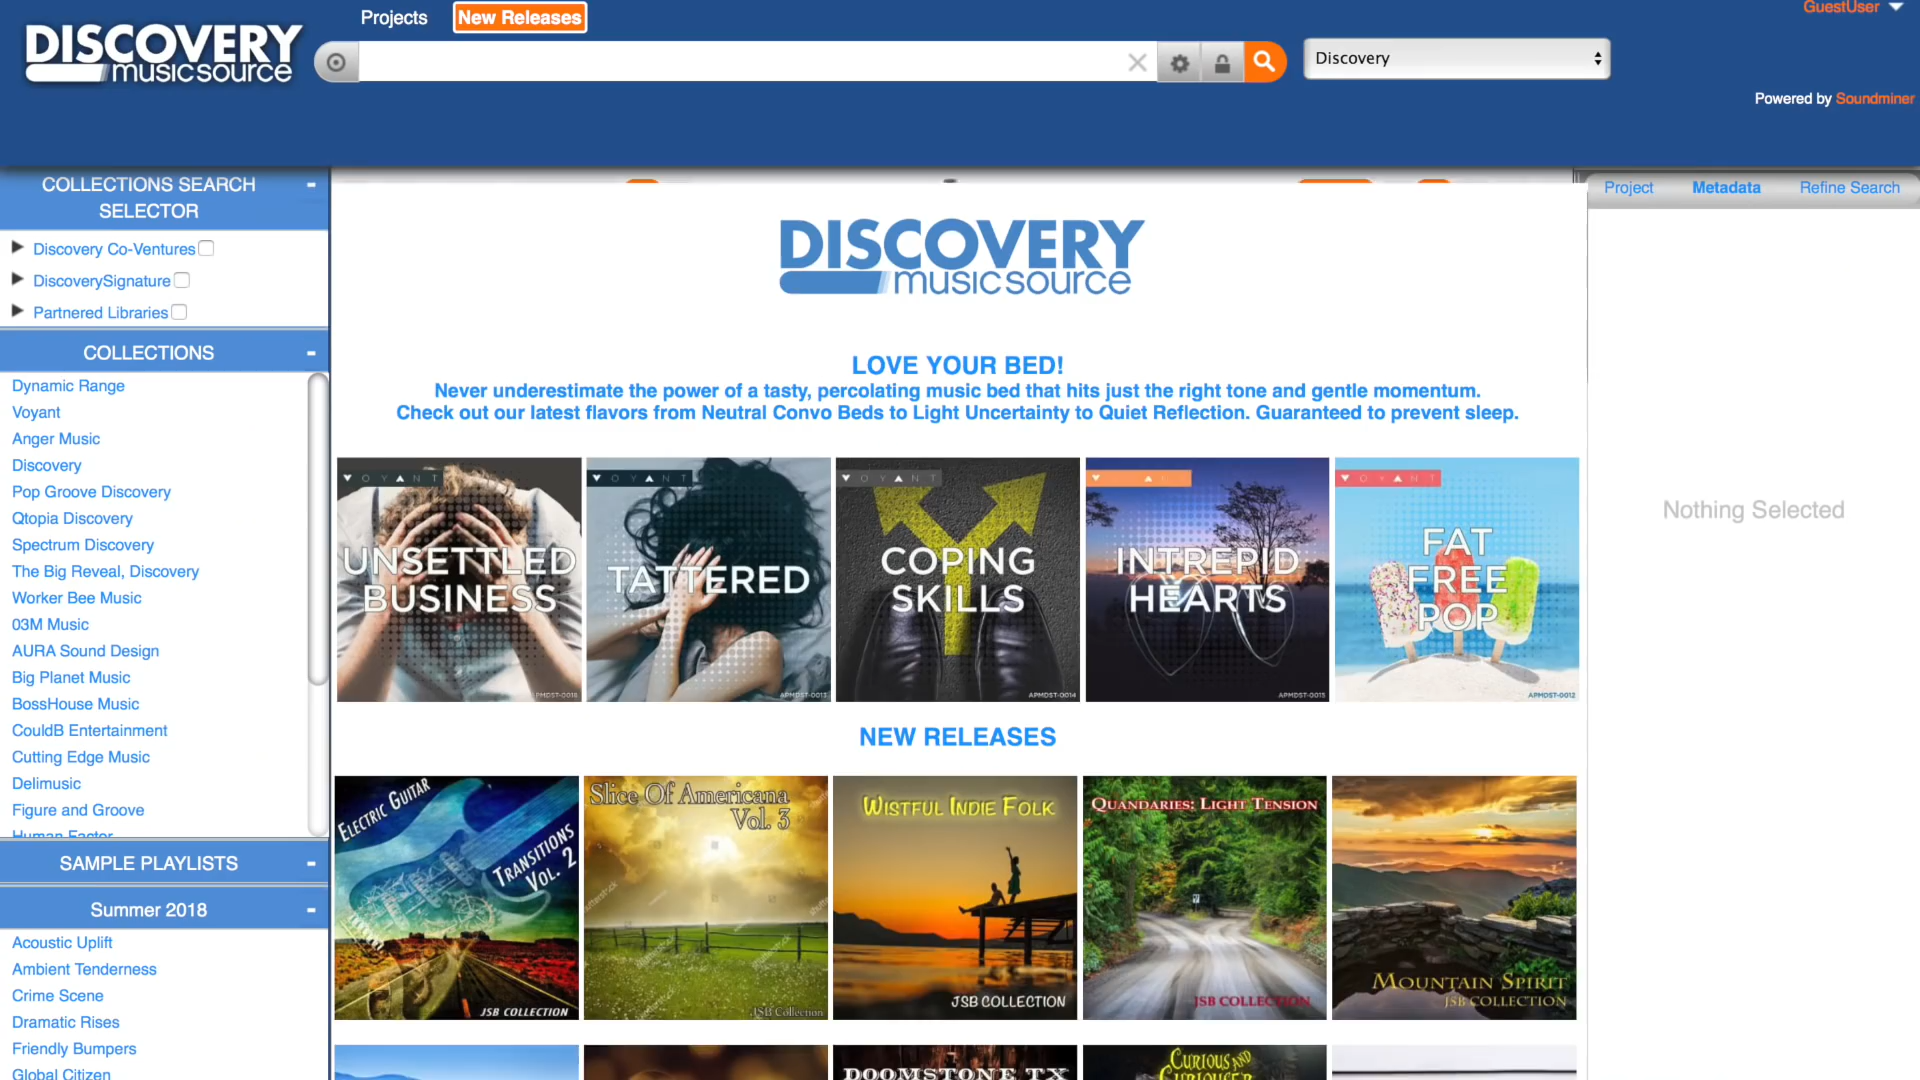 Projects
New Releases
GuestUser
DISCOVERY
musicsource
Discovery
Powered by Soundminer
COLLECTIONS SEARCH
SELECTOR
-
Discovery Co-Ventures
DiscoverySignature
Partnered Libraries
COLLECTIONS
-
Dynamic Range
Voyant
Anger Music
Discovery
Pop Groove Discovery
Qtopia Discovery
Spectrum Discovery
The Big Reveal, Discovery
Worker Bee Music
03M Music
AURA Sound Design
Big Planet Music
BossHouse Music
CouldB Entertainment
Cutting Edge Music
Delimusic
Figure and Groove
Human Factor
SAMPLE PLAYLISTS
-
Summer 2018
-
Acoustic Uplift
Ambient Tenderness
Crime Scene
Dramatic Rises
Friendly Bumpers
Global Citizen
DISCOVERY
musicsource
LOVE YOUR BED!
Never underestimate the power of a tasty, percolating music bed that hits just the right tone and gentle momentum.
Check out our latest flavors from Neutral Convo Beds to Light Uncertainty to Quiet Reflection. Guaranteed to prevent sleep.
VOYANT
UNSETTLED
BUSINESS
VOYANT
TATTERED
APMDST-0013
VOYANT
COPING
SKILLS
APMDST-0014
INTREPID
HEARTS
APMDST-0015
VOYANT
FAT
FREE
POP
APMDST-0012
NEW RELEASES
ELECTRIC GUITAR
TRANSITIONS
VOL. 2
JSB COLLECTION
Slice Of Americana
Vol. 3
JSB Collection
WISTFUL INDIE FOLK
JSB COLLECTION
QUANDARIES: LIGHT TENSION
JSB COLLECTION
MOUNTAIN SPIRIT
JSB COLLECTION
DOOMSTONE TX
CURIOUS AND
CURIOUSER
Project
Metadata
Refine Search
Nothing Selected